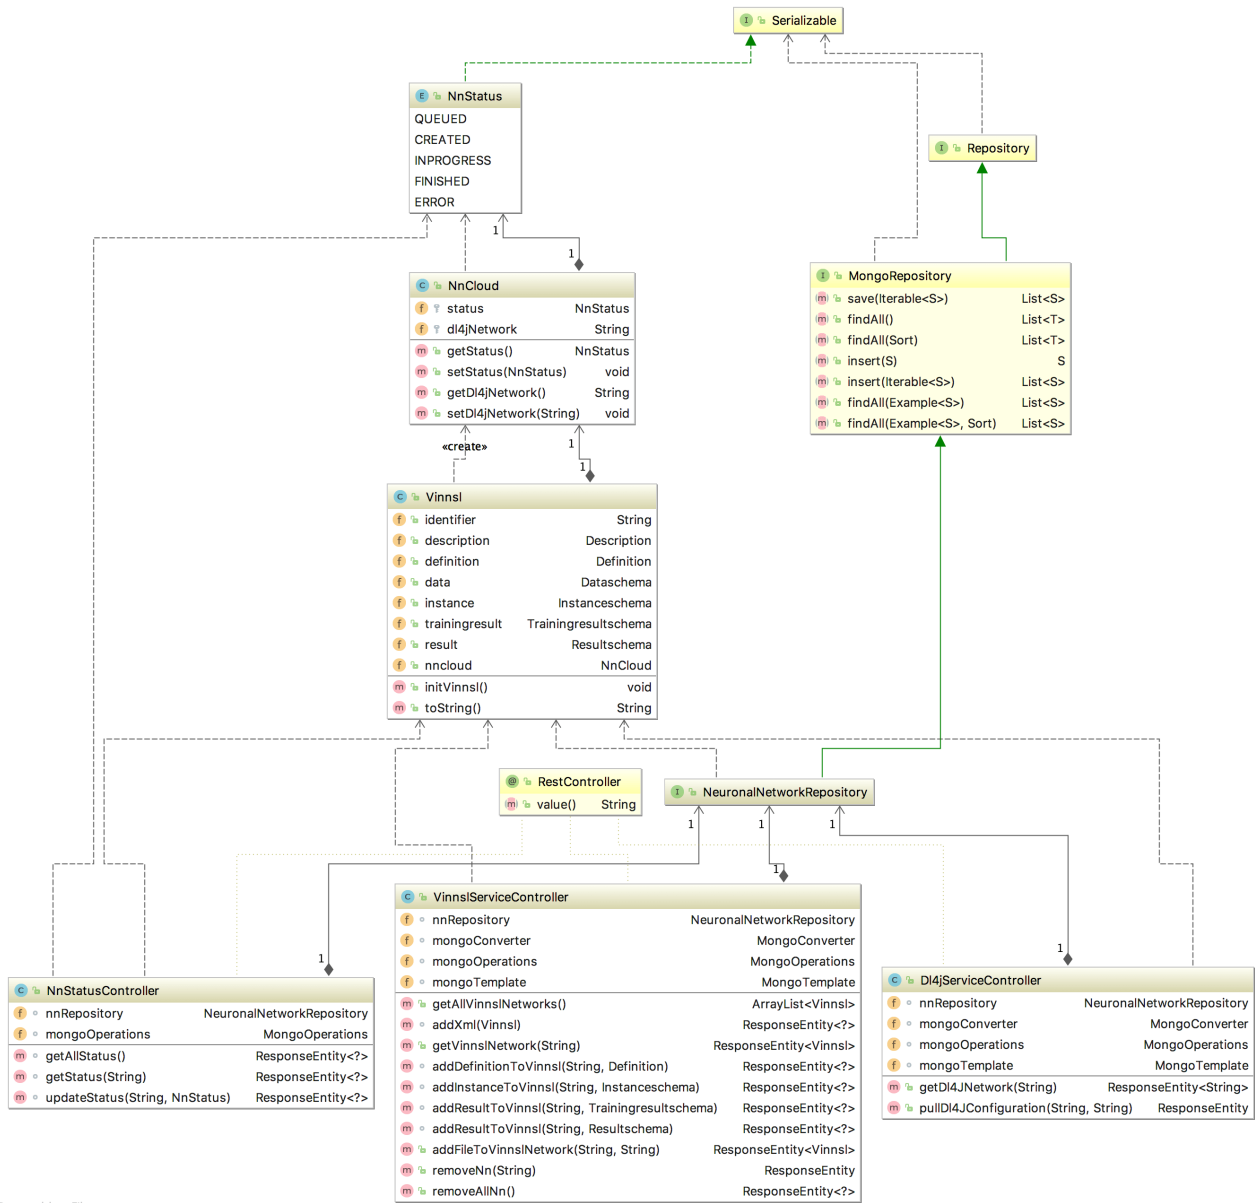 Serializable
NnStatus
QUEUED
CREATED
INPROGRESS
FINISHED
ERROR
Repository
1
1
NnCloud
status NnStatus
dl4jNetwork String
getStatus() NnStatus
setStatus(NnStatus) void
getDl4jNetwork() String
setDl4jNetwork(String) void
MongoRepository
save(Iterable<S>) List<S>
findAll() List<T>
findAll(Sort) List<T>
insert(S) S
insert(Iterable<S>) List<S>
findAll(Example<S>) List<S>
findAll(Example<S>, Sort) List<S>
«create»
1
1
Vinnsl
identifier String
description Description
definition Definition
data Dataschema
instance Instanceschema
trainingresult Trainingresultschema
result Resultschema
nncloud NnCloud
initVinnsl() void
toString() String
RestController
value() String
NeuronalNetworkRepository
1 1 1
1
1
1
VinnslServiceController
nnRepository NeuronalNetworkRepository
mongoConverter MongoConverter
mongoOperations MongoOperations
mongoTemplate MongoTemplate
getAllVinnslNetworks() ArrayList<Vinnsl>
addXml(Vinnsl) ResponseEntity<?>
getVinnslNetwork(String) ResponseEntity<Vinnsl>
addDefinitionToVinnsl(String, Definition) ResponseEntity<?>
addInstanceToVinnsl(String, Instanceschema) ResponseEntity<?>
addResultToVinnsl(String, Trainingresultschema) ResponseEntity<?>
addResultToVinnsl(String, Resultschema) ResponseEntity<?>
addFileToVinnslNetwork(String, String) ResponseEntity<Vinnsl>
removeNn(String) ResponseEntity
removeAllNn() ResponseEntity<?>
NnStatusController
nnRepository NeuronalNetworkRepository
mongoOperations MongoOperations
getAllStatus() ResponseEntity<?>
getStatus(String) ResponseEntity<?>
updateStatus(String, NnStatus) ResponseEntity<?>
Dl4jServiceController
nnRepository NeuronalNetworkRepository
mongoConverter MongoConverter
mongoOperations MongoOperations
mongoTemplate MongoTemplate
getDl4JNetwork(String) ResponseEntity<String>
pullDl4JConfiguration(String, String) ResponseEntity